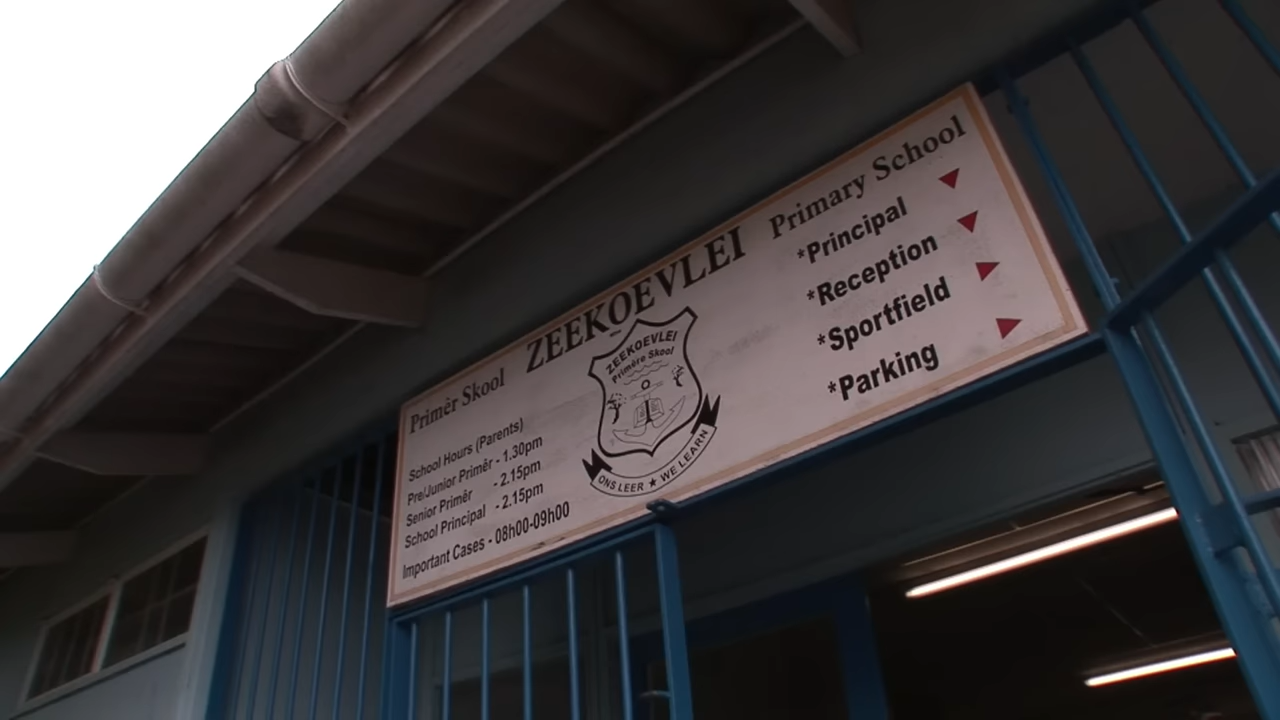 Primêr Skool ZEEKOEVLEI Primary School
School Hours (Parents)
Pre/Junior Primêr - 1.30pm
Senior Primêr - 2.15pm
School Principal - 2.15pm
Important Cases - 08h00-09h00
ZEEKOEVLEI
Primêre Skool
ONS LEER ★ WE LEARN
*Principal
*Reception
*Sportfield
*Parking